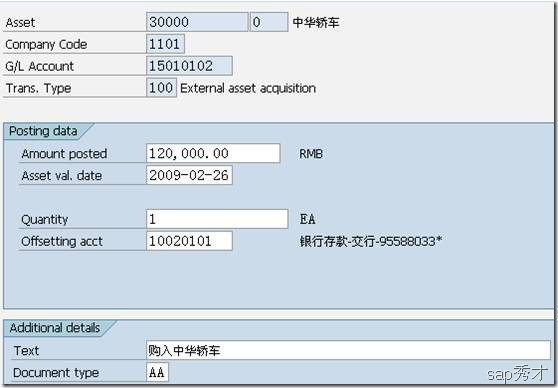 Asset 30000 0 中华轿车
Company Code 1101
G/L Account 15010102
Trans. Type 100 External asset acquisition
Posting data
Amount posted 120,000.00 RMB
Asset val. date 2009-02-26
Quantity 1 EA
Offsetting acct 10020101 银行存款-交行-95588033*
Additional details
Text 购入中华轿车
Document type AA
sap秀才